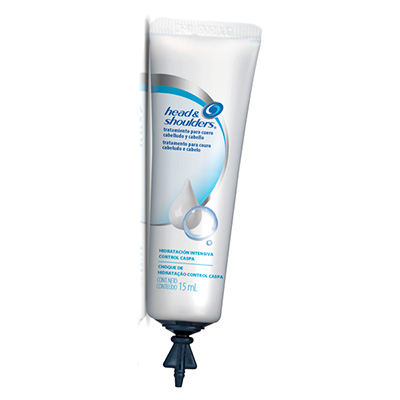 head&
shoulders®
tratamiento para cuero
cabelludo y cabello
tratamento para couro
cabeludo e cabelo
HIDRATACIÓN INTENSIVA
CONTROL CASPA
CHOQUE DE
HIDRATAÇÃO CONTROL CASPA
CONT. NETO
CONTEÚDO 15 mL